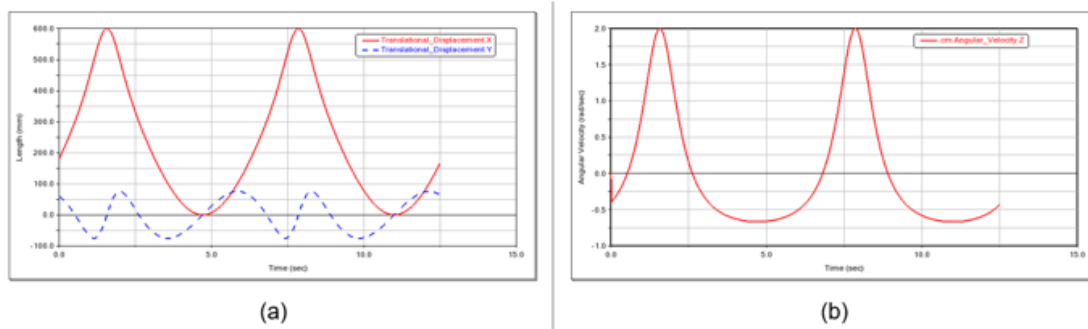 600.0
500.0
400.0
300.0
200.0
100.0
0.0
-100.0
Length (mm)
Translational_Displacement.X
Translational_Displacement.Y
0.0 5.0 10.0 15.0
Time (sec)
(a)
2.0
1.5
1.0
0.5
0.0
-0.5
-1.0
Angular Velocity (rad/sec)
cm.Angular_Velocity.Z
0.0 5.0 10.0 15.0
Time (sec)
(b)